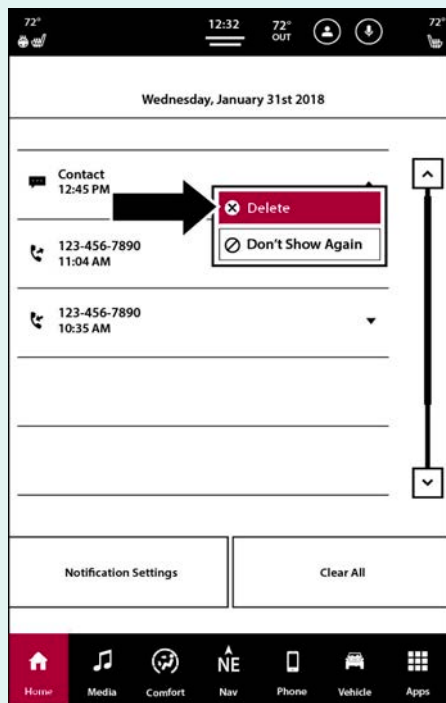 72° 12:32 72° 72°
OUT
Wednesday, January 31st 2018
Contact
12:45 PM
Delete
Don't Show Again
123-456-7890
11:04 AM
123-456-7890
10:35 AM
Notification Settings Clear All
NE
Home Media Comfort Nav Phone Vehicle Apps